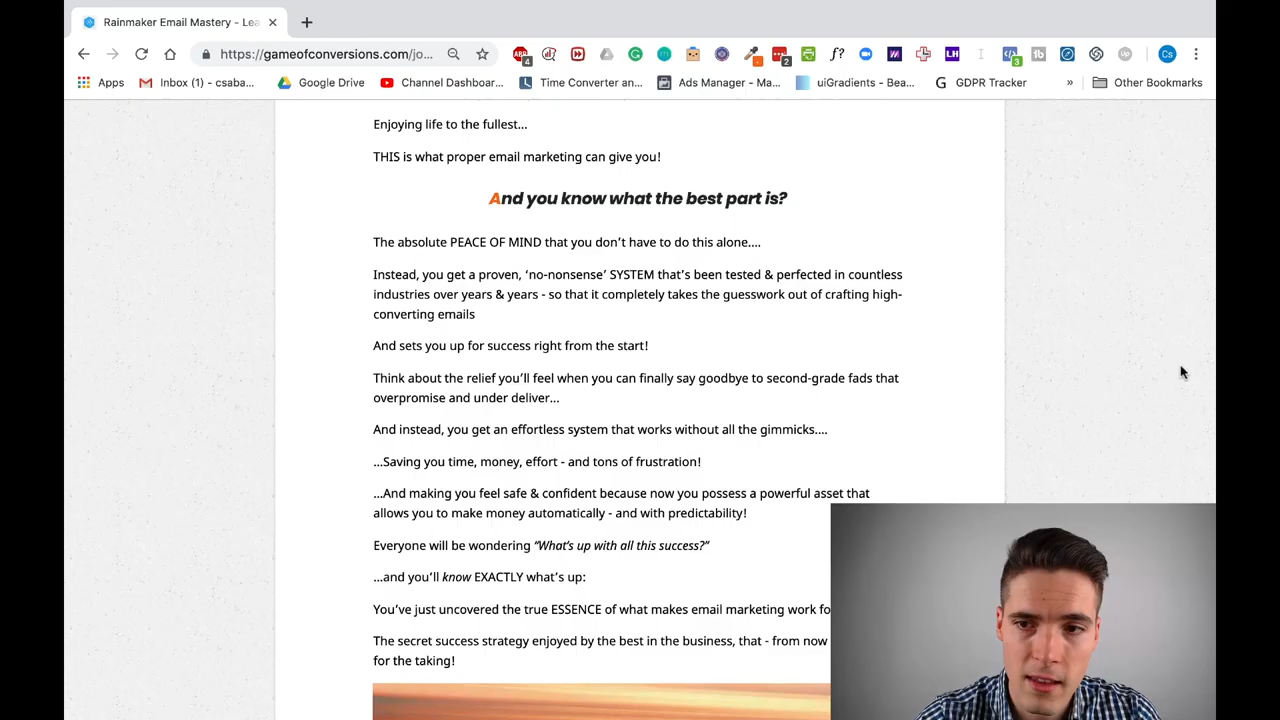 Rainmaker Email Mastery - Lea
https://gameofconversions.com/jo...
4
f?
2
LH
3
1b
Up
Cs
Apps
Inbox (1) - csaba...
Google Drive
Channel Dashboar...
Time Converter an...
Ads Manager - Ma...
uiGradients - Bea...
G GDPR Tracker
»
Other Bookmarks
Enjoying life to the fullest...
THIS is what proper email marketing can give you!
And you know what the best part is?
The absolute PEACE OF MIND that you don't have to do this alone....
Instead, you get a proven, 'no-nonsense' SYSTEM that's been tested & perfected in countless
industries over years & years - so that it completely takes the guesswork out of crafting high-
converting emails
And sets you up for success right from the start!
Think about the relief you'll feel when you can finally say goodbye to second-grade fads that
overpromise and under deliver...
And instead, you get an effortless system that works without all the gimmicks....
...Saving you time, money, effort - and tons of frustration!
...And making you feel safe & confident because now you possess a powerful asset that
allows you to make money automatically - and with predictability!
Everyone will be wondering “What's up with all this success?”
...and you'll know EXACTLY what's up:
You've just uncovered the true ESSENCE of what makes email marketing work fo
The secret success strategy enjoyed by the best in the business, that - from now
for the taking!